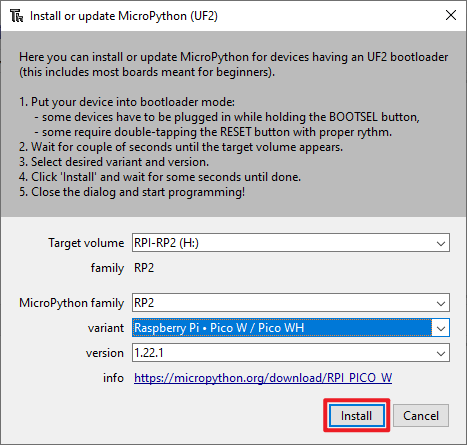 Install or update MicroPython (UF2)
Here you can install or update MicroPython for devices having an UF2 bootloader
(this includes most boards meant for beginners).
1. Put your device into bootloader mode:
- some devices have to be plugged in while holding the BOOTSEL button,
- some require double-tapping the RESET button with proper rythm.
2. Wait for couple of seconds until the target volume appears.
3. Select desired variant and version.
4. Click 'Install' and wait for some seconds until done.
5. Close the dialog and start programming!
Target volume RPI-RP2 (H:)
family RP2
MicroPython family RP2
variant Raspberry Pi • Pico W / Pico WH
version 1.22.1
info https://micropython.org/download/RPI_PICO_W
Install Cancel